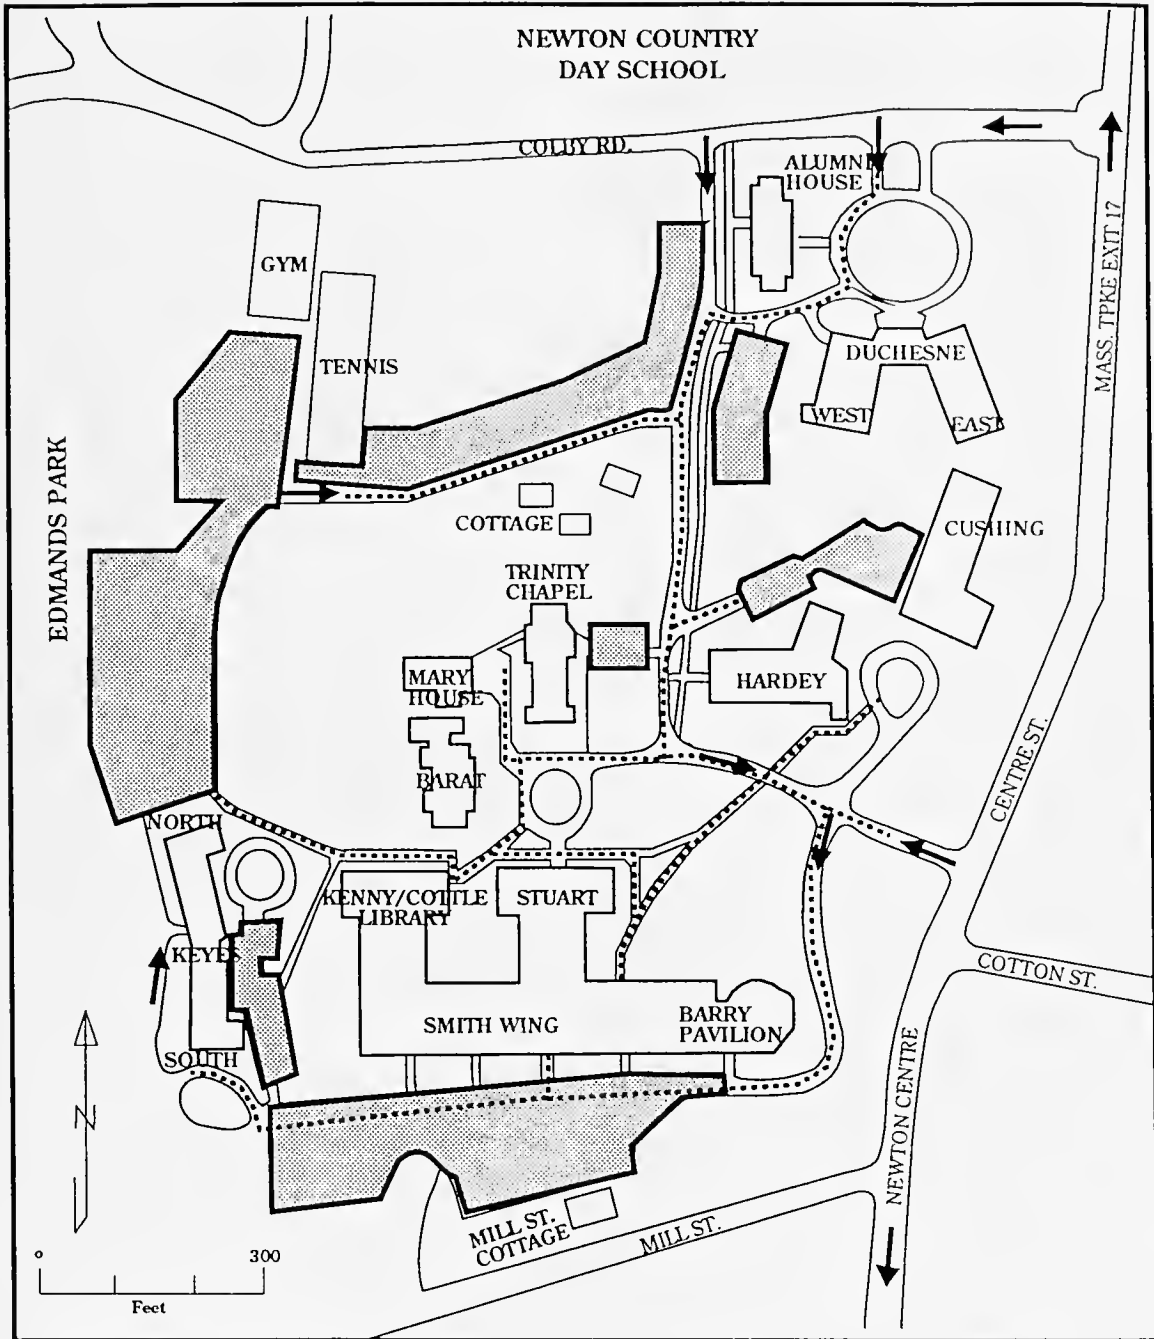 NEWTON COUNTRY
DAY SCHOOL
COLBY RD.
ALUMNI
HOUSE
MASS. TPKE EXIT 17
GYM
TENNIS
DUCHESNE
WEST
EAST
EDMANDS PARK
COTTAGE
CUSHING
TRINITY
CHAPEL
MARY
HOUSE
HARDEY
BARAT
CENTRE ST.
NORTH
KENNY/COTTLE
LIBRARY
STUART
KEYES
COTTON ST.
SMITH WING
BARRY
PAVILION
SOUTH
N
NEWTON CENTRE
MILL ST.
COTTAGE
MILL ST.
0 300
Feet